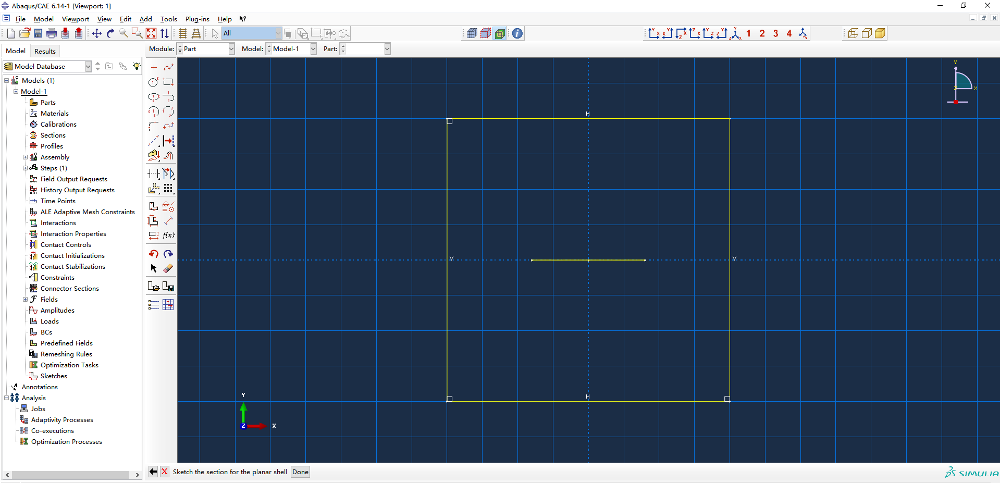 Abaqus/CAE 6.14-1 [Viewport: 1]
File Model Viewport View Edit Add Tools Plug-ins Help
All
1 2 3 4
Model Results
Module: Part Model: Model-1 Part:
Model Database
Models (1)
Model-1
Parts
Materials
Calibrations
Sections
Profiles
Assembly
Steps (1)
Field Output Requests
History Output Requests
Time Points
ALE Adaptive Mesh Constraints
Interactions
Interaction Properties
Contact Controls
Contact Initializations
Contact Stabilizations
Constraints
Connector Sections
Fields
Amplitudes
Loads
BCs
Predefined Fields
Remeshing Rules
Optimization Tasks
Sketches
Annotations
Analysis
Jobs
Adaptivity Processes
Co-executions
Optimization Processes
f(x)
Y
X
Z
H
V
V
H
Y
Z
X
Sketch the section for the planar shell Done
SIMULIA